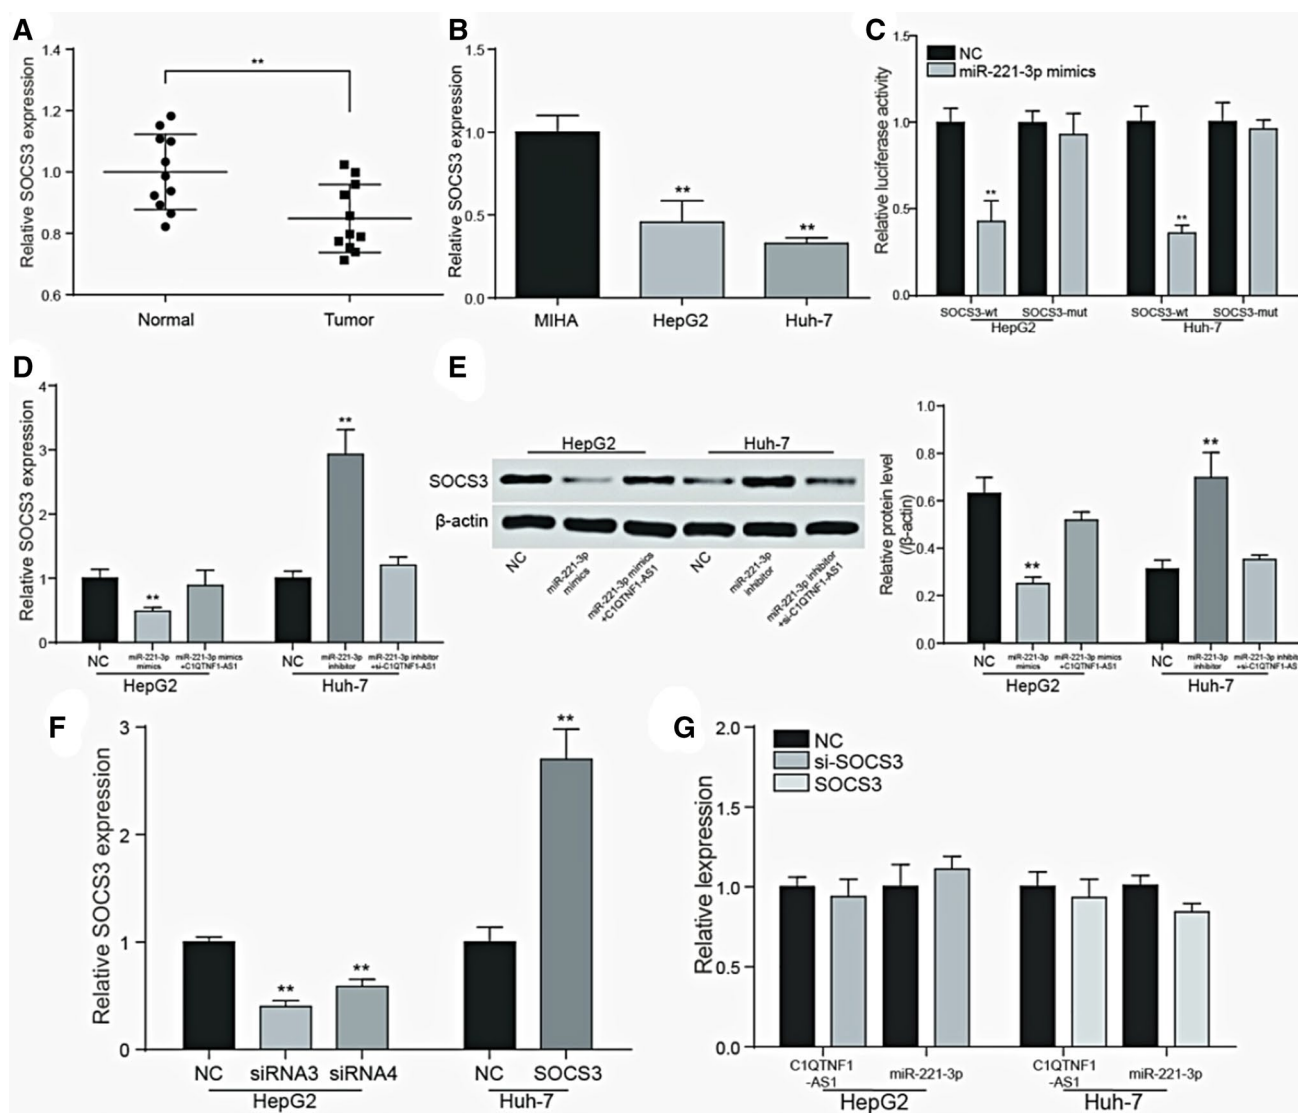 A
Relative SOCS3 expression
1.4
1.2
1.0
0.8
0.6
**
Normal
Tumor
B
Relative SOCS3 expression
1.5
1.0
0.5
0.0
**
**
MIHA
HepG2
Huh-7
C
Relative luciferase activity
1.5
1.0
0.5
0.0
NC
miR-221-3p mimics
**
**
SOCS3-wt
SOCS3-mut
SOCS3-wt
SOCS3-mut
HepG2
Huh-7
D
Relative SOCS3 expression
4
3
2
1
0
**
**
NC
miR-221-3p
mimics
miR-221-3p mimics
+C1QTNF1-AS1
NC
miR-221-3p
inhibitor
miR-221-3p inhibitor
+si-C1QTNF1-AS1
HepG2
Huh-7
E
HepG2
Huh-7
SOCS3
β-actin
NC
miR-221-3p
mimics
miR-221-3p mimics
+C1QTNF1-AS1
NC
miR-221-3p
inhibitor
miR-221-3p inhibitor
+si-C1QTNF1-AS1
Relative protein level
(/β-actin)
1.0
0.8
0.6
0.4
0.2
0.0
**
**
NC
miR-221-3p
mimics
miR-221-3p mimics
+C1QTNF1-AS1
NC
miR-221-3p
inhibitor
miR-221-3p inhibit
+si-C1QTNF1-AS
HepG2
Huh-7
F
Relative SOCS3 expression
3
2
1
0
**
**
**
NC
siRNA3
siRNA4
NC
SOCS3
HepG2
Huh-7
G
Relative lexpression
2.0
1.5
1.0
0.5
0.0
NC
si-SOCS3
SOCS3
C1QTNF1
-AS1
miR-221-3p
C1QTNF1
-AS1
miR-221-3p
HepG2
Huh-7